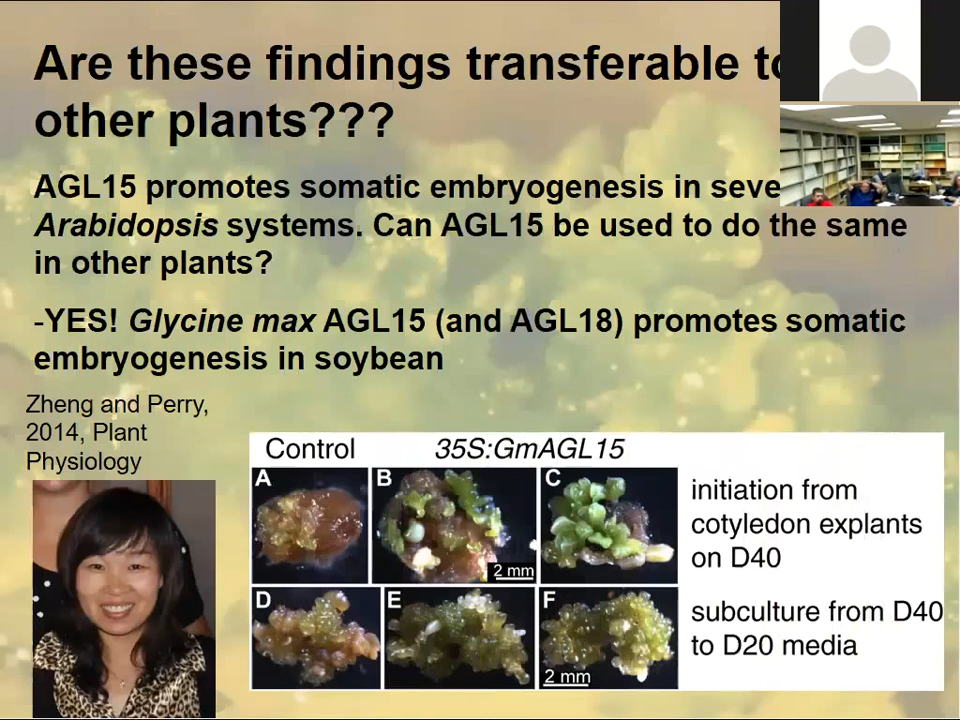 Are these findings transferable to
other plants???
AGL15 promotes somatic embryogenesis in
Arabidopsis systems. Can AGL15 be used to do the same
in other plants?
-YES! Glycine max AGL15 (and AGL18) promotes somatic
embryogenesis in soybean
Zheng and Perry,
2014, Plant
Physiology
Control 35S:GmAGL15
A B C
2 mm
initiation from
cotyledon explants
on D40
D E F
2 mm
subculture from D40
to D20 media